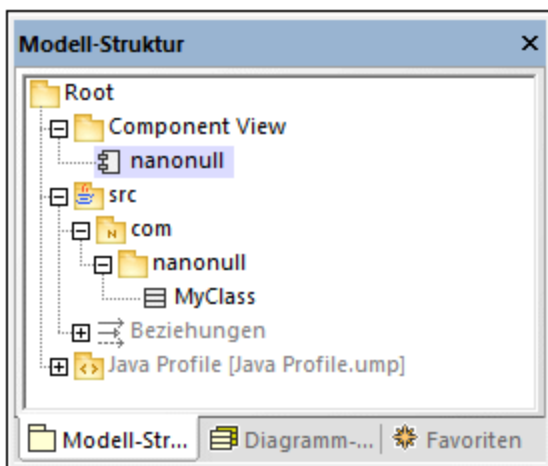 Modell-Struktur
Root
Component View
nanonull
src
com
nanonull
MyClass
Beziehungen
Java Profile [Java Profile.ump]
Modell-Str... Diagramm-... Favoriten